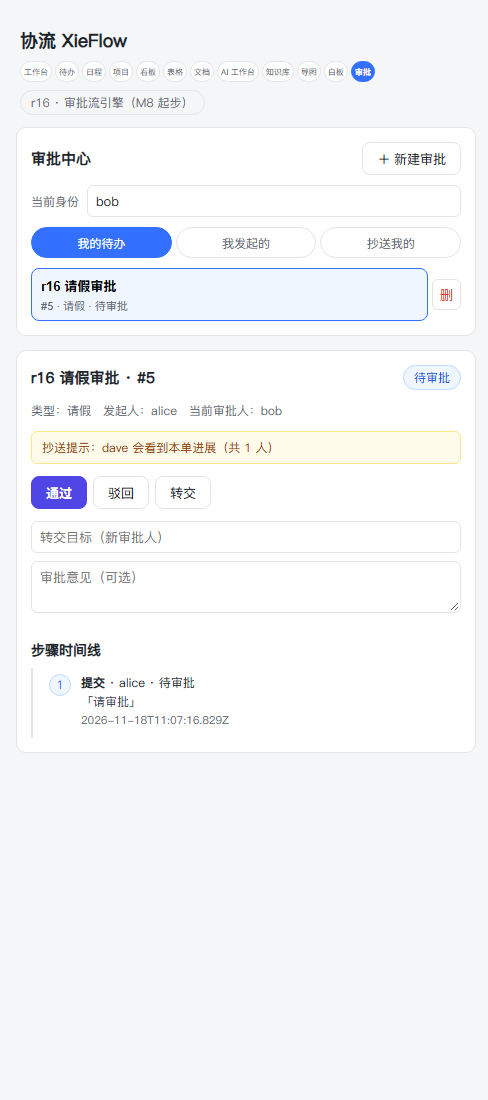 协流 XieFlow
工作台 待办 日程 项目 看板 表格 文档 AI 工作台 知识库 导图 白板 审批
r16 · 审批流引擎（M8 起步）
审批中心
＋ 新建审批
当前身份 bob
我的待办 我发起的 抄送我的
r16 请假审批
#5 · 请假 · 待审批
删
r16 请假审批 · #5
待审批
类型：请假 发起人：alice 当前审批人：bob
抄送提示：dave 会看到本单进展（共 1 人）
通过 驳回 转交
转交目标（新审批人）
审批意见（可选）
步骤时间线
1 提交 · alice · 待审批
「请审批」
2026-11-18T11:07:16.829Z